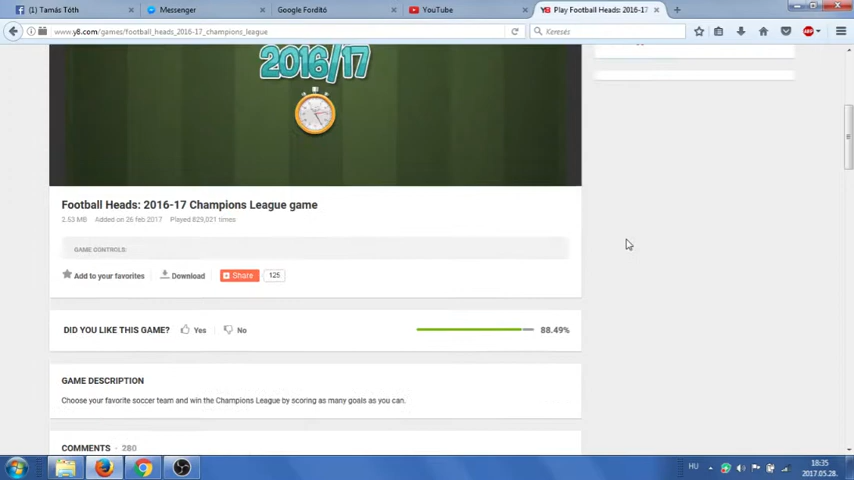 (1) Tamás Tóth
Messenger
Google Fordító
YouTube
Y8 Play Football Heads: 2016-17
www.y8.com/games/football_heads_2016-17_champions_league
Keresés
ABP
2016/17
Football Heads: 2016-17 Champions League game
2.53 MB Added on 26 feb 2017 Played 829,021 times
GAME CONTROLS:
Add to your favorites Download Share 125
DID YOU LIKE THIS GAME? Yes No 88.49%
GAME DESCRIPTION
Choose your favorite soccer team and win the Champions League by scoring as many goals as you can.
COMMENTS - 280
HU
18:35
2017.05.28.